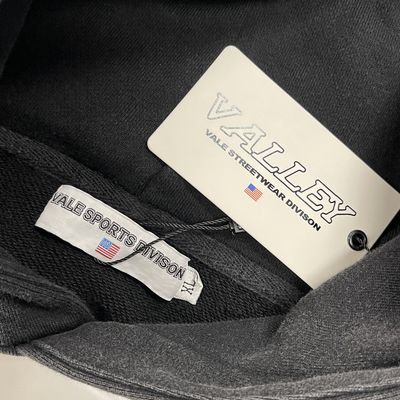 VALLEY
VALE STREETWEAR DIVISON
VALE SPORTS DIVISON
XL